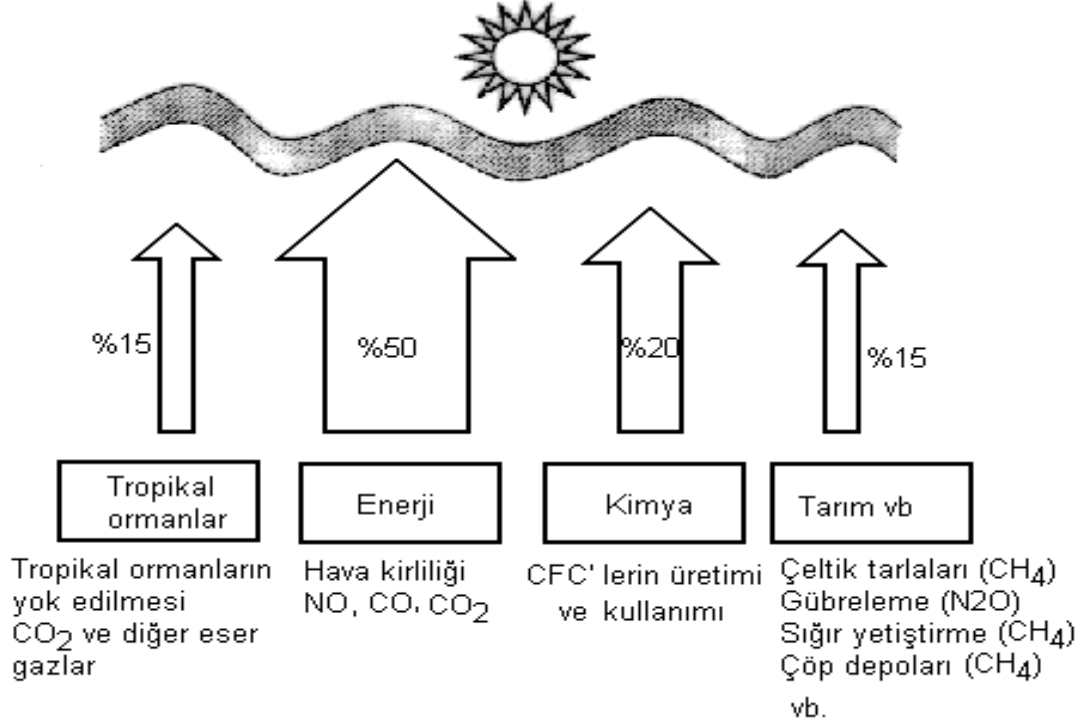 %15
%50
%20
%15
Tropikal
ormanlar
Enerji
Kimya
Tarım vb
Tropikal ormanların
yok edilmesi
CO2 ve diğer eser
gazlar
Hava kirliliği
NO, CO, CO2
CFC' lerin üretimi
ve kullanımı
Çeltik tarlaları (CH4)
Gübreleme (N2O)
Sığır yetiştirme (CH4)
Çöp depoları (CH4)
vb.